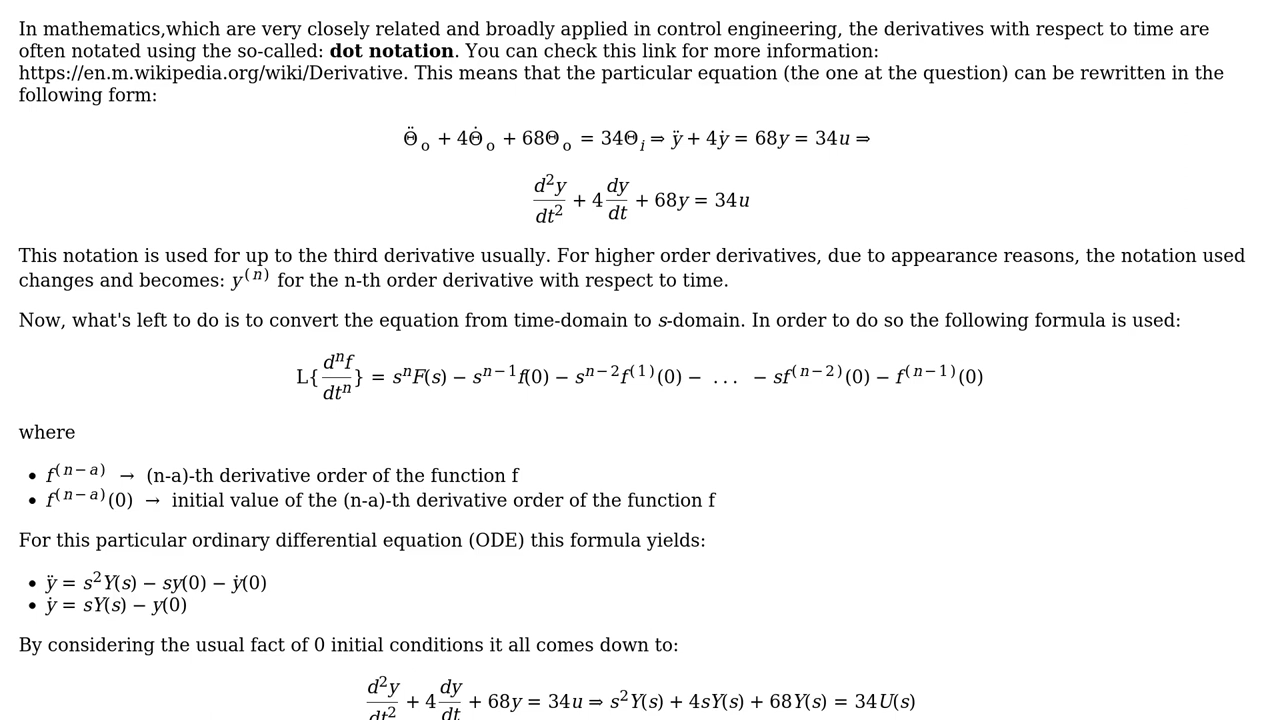 In mathematics,which are very closely related and broadly applied in control engineering, the derivatives with respect to time are
often notated using the so-called: dot notation. You can check this link for more information:
https://en.m.wikipedia.org/wiki/Derivative. This means that the particular equation (the one at the question) can be rewritten in the
following form:
Θ̈ₒ + 4Θ̇ₒ + 68Θₒ = 34Θᵢ ⇒ ÿ + 4ẏ = 68y = 34u ⇒
d²y/dt² + 4 dy/dt + 68y = 34u
This notation is used for up to the third derivative usually. For higher order derivatives, due to appearance reasons, the notation used
changes and becomes: y⁽ⁿ⁾ for the n-th order derivative with respect to time.
Now, what's left to do is to convert the equation from time-domain to s-domain. In order to do so the following formula is used:
L{dⁿf/dtⁿ} = sⁿF(s) − sⁿ⁻¹f(0) − sⁿ⁻²f⁽¹⁾(0) − ... − sf⁽ⁿ⁻²⁾(0) − f⁽ⁿ⁻¹⁾(0)
where
• f⁽ⁿ⁻ᵃ⁾ → (n-a)-th derivative order of the function f
• f⁽ⁿ⁻ᵃ⁾(0) → initial value of the (n-a)-th derivative order of the function f
For this particular ordinary differential equation (ODE) this formula yields:
• ÿ = s²Y(s) − sy(0) − ẏ(0)
• ẏ = sY(s) − y(0)
By considering the usual fact of 0 initial conditions it all comes down to:
d²y/dt² + 4 dy/dt + 68y = 34u ⇒ s²Y(s) + 4sY(s) + 68Y(s) = 34U(s)